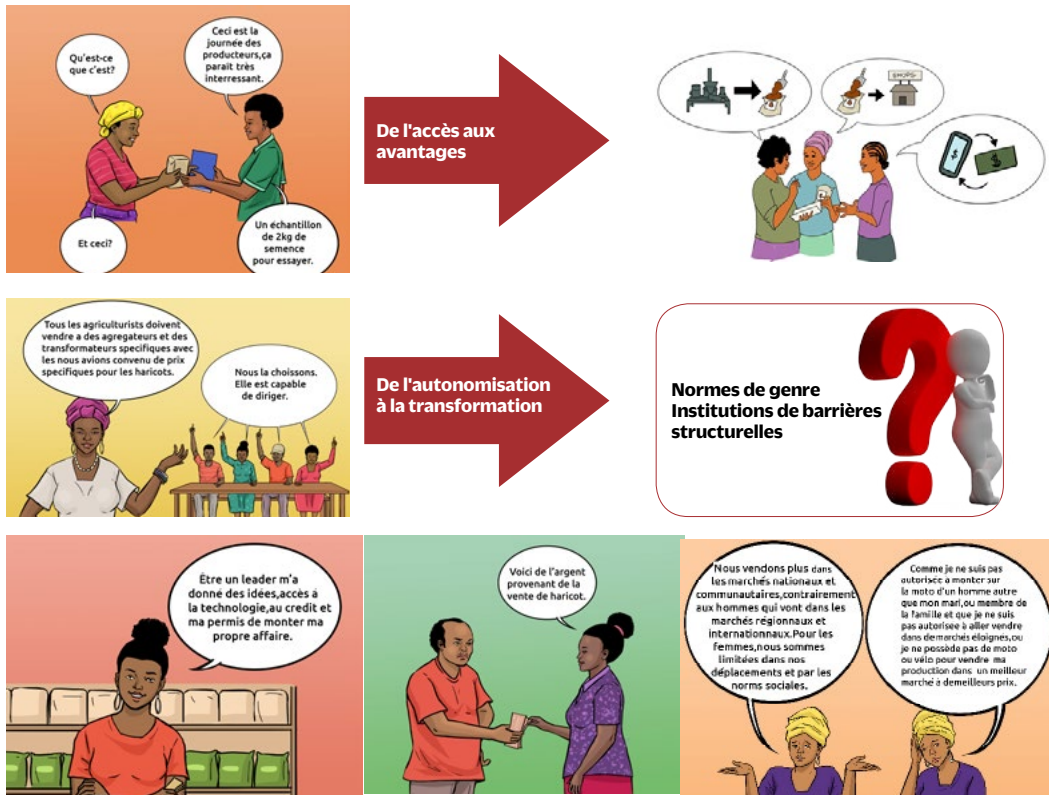 Qu'est-ce
que c'est?
Ceci est la
journée des
producteurs,ça
paraît très
interressant.
Et ceci?
Un échantillon
de 2kg de
semence
pour essayer.
De l'accès aux
avantages
SHOPS
$
$
Tous les agriculturists doivent
vendre a des agregateurs et des
transformateurs specifiques avec
les nous avions convenu de prix
specifiques pour les haricots.
Nous la choissons.
Elle est capable
de diriger.
De l'autonomisation
à la transformation
Normes de genre
Institutions de barrières
structurelles
Être un leader m'a
donné des idées,accès à
la technologie,au credit et
ma permis de monter ma
propre affaire.
Voici de l'argent
provenant de la
vente de haricot.
Nous vendons plus dans
les marchés nationaux et
communautaires,contrairement
aux hommes qui vont dans les
marchés régionnaux et
internationnaux.Pour les
femmes,nous sommes
limitées dans nos
déplacements et par les
norms sociales.
Comme je ne suis pas
autorisée à monter sur
la moto d'un homme autre
que mon mari,ou membre de
la famille et que je ne suis
pas autorisee à aller vendre
dans de marchés éloignés,ou
je ne possède pas de moto
ou vélo pour vendre ma
production dans un meilleur
marché à demeilleurs prix.